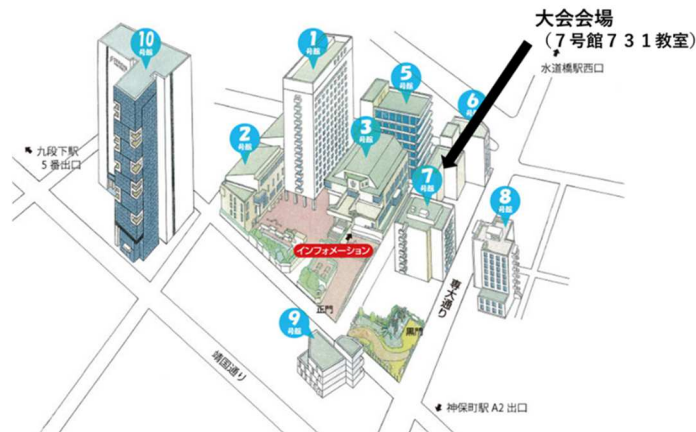 大会会場
（７号館７３１教室）
水道橋駅西口
10
号館
1
号館
5
号館
6
号館
2
号館
3
号館
7
号館
8
号館
九段下駅
5番出口
インフォメーション
正門
専大通り
9
号館
黒門
靖国通り
神保町駅A2出口